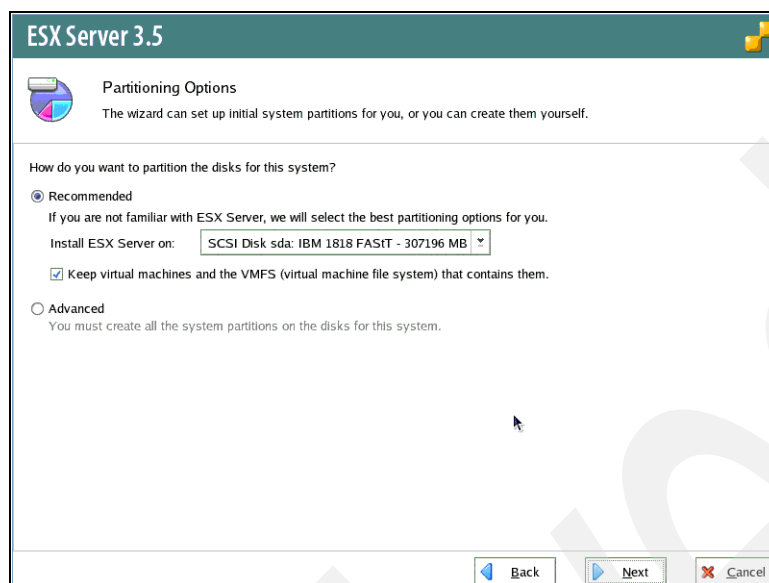 ESX Server 3.5
Partitioning Options
The wizard can set up initial system partitions for you, or you can create them yourself.
How do you want to partition the disks for this system?
Recommended
If you are not familiar with ESX Server, we will select the best partitioning options for you.
Install ESX Server on: SCSI Disk sda: IBM 1818 FAStT - 307196 MB
Keep virtual machines and the VMFS (virtual machine file system) that contains them.
Advanced
You must create all the system partitions on the disks for this system.
Back Next Cancel